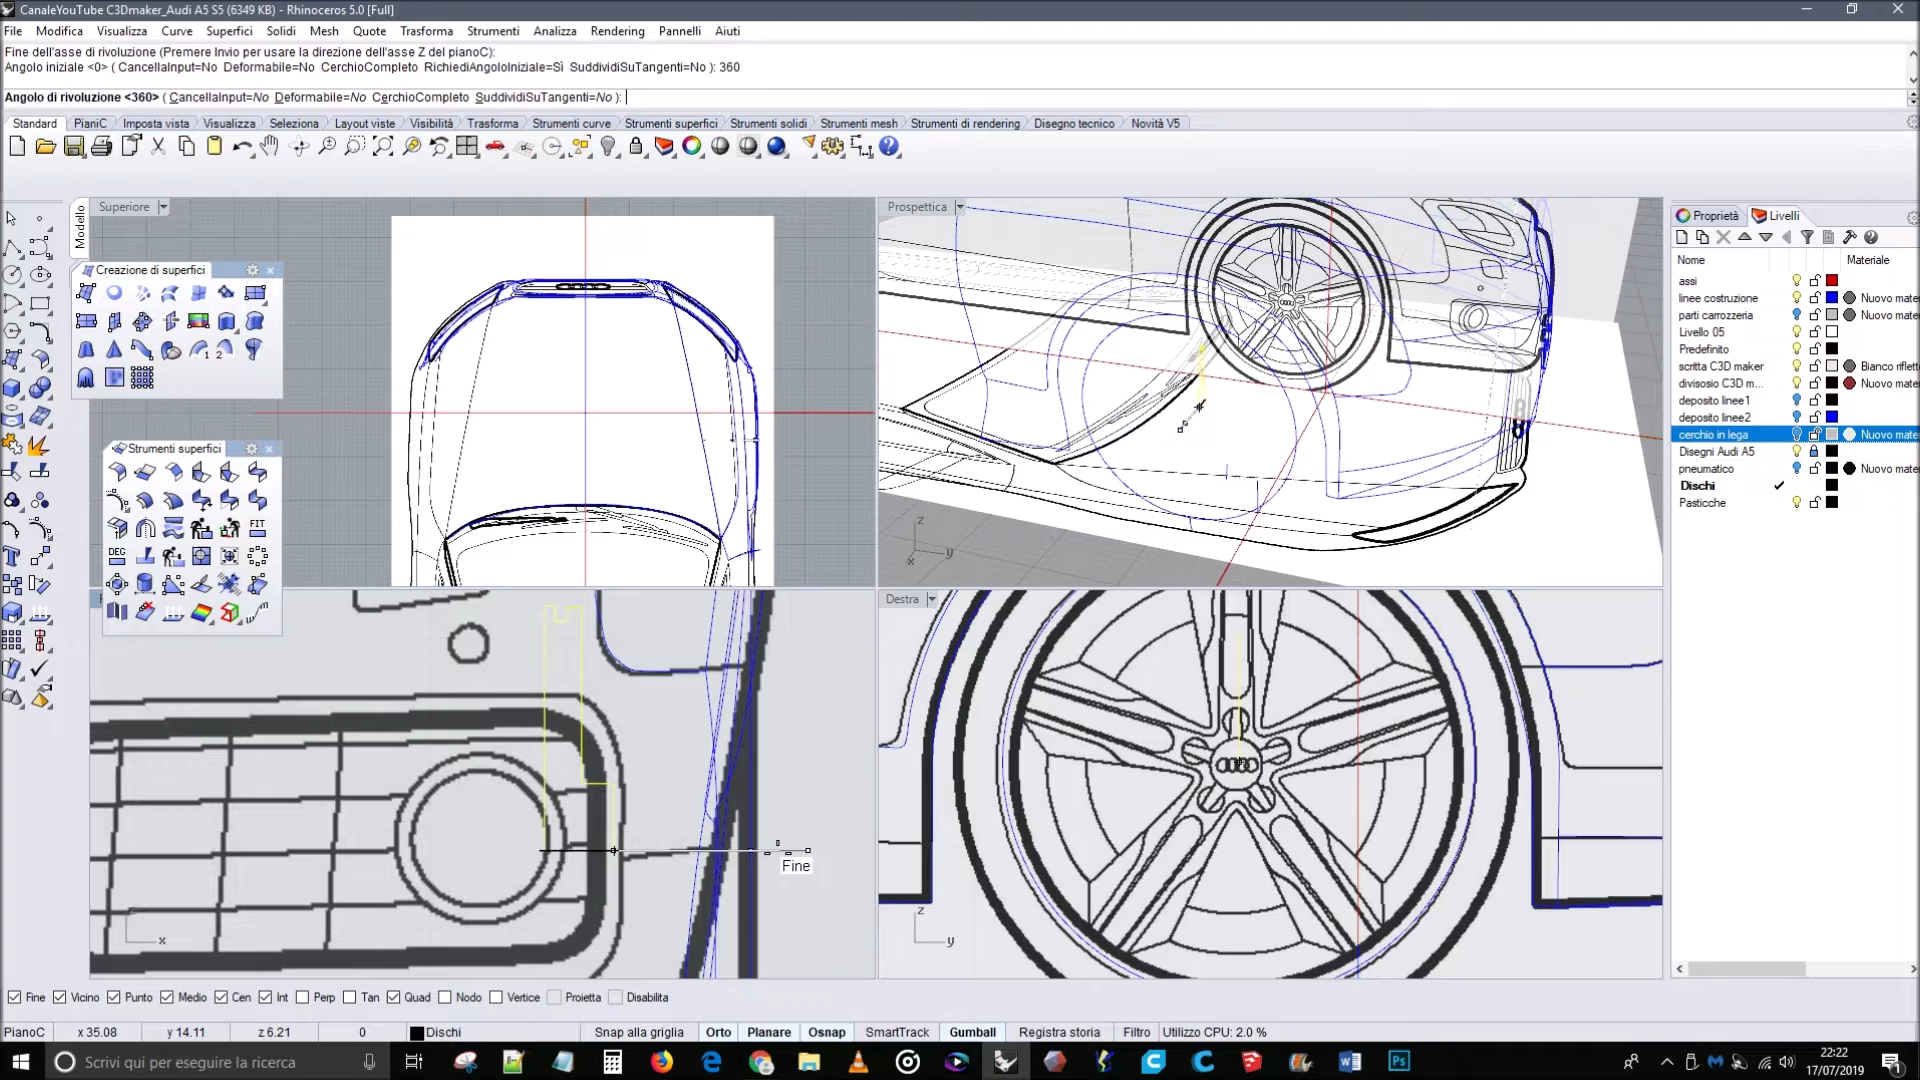 CanaleYouTube C3Dmaker_Audi A5 S5 (6349 KB) - Rhinoceros 5.0 [Full]
File Modifica Visualizza Curve Superfici Solidi Mesh Quote Trasforma Strumenti Analizza Rendering Pannelli Aiuti
Fine dell'asse di rivoluzione (Premere Invio per usare la direzione dell'asse Z del pianoC):
Angolo iniziale <0> ( CancellaInput=No Deformabile=No CerchioCompleto RichiediAngoloIniziale=Sì SuddividiSuTangenti=No ): 360
Angolo di rivoluzione <360> ( CancellaInput=No Deformabile=No CerchioCompleto SuddividiSuTangenti=No ):
Standard PianiC Imposta vista Visualizza Seleziona Layout viste Visibilità Trasforma Strumenti curve Strumenti superfici Strumenti solidi Strumenti mesh Strumenti di rendering Disegno tecnico Novità V5
Modello
Superiore
Prospettica
Proprietà Livelli
Creazione di superfici
Nome Materiale
assi
linee costruzione Nuovo mate
parti carrozzeria Nuovo mate
Livello 05
Predefinito
scritta C3D maker Bianco riflett
divisosio C3D m... Nuovo mate
deposito linee1
deposito linee2
cerchio in lega Nuovo mate
Disegni Audi A5
pneumatico Nuovo mate
Dischi
Pasticche
1 2
Strumenti superfici
FIT
DEG
z
y
x
Destra
Fine
x
z
y
Fine Vicino Punto Medio Cen Int Perp Tan Quad Nodo Vertice Proietta Disabilita
PianoC x 35.08 y 14.11 z 6.21 0 Dischi Snap alla griglia Orto Planare Osnap SmartTrack Gumball Registra storia Filtro Utilizzo CPU: 2.0 %
Scrivi qui per eseguire la ricerca
Ps
22:22
17/07/2019
1